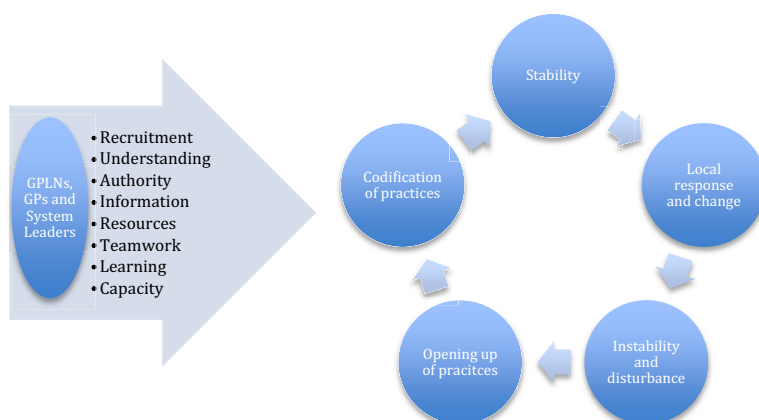 GPLNs,
GPs and
System
Leaders
• Recruitment
• Understanding
• Authority
• Information
• Resources
• Teamwork
• Learning
• Capacity
Stability
Local
response
and change
Instability
and
disturbance
Opening up
of pracitces
Codification
of practices